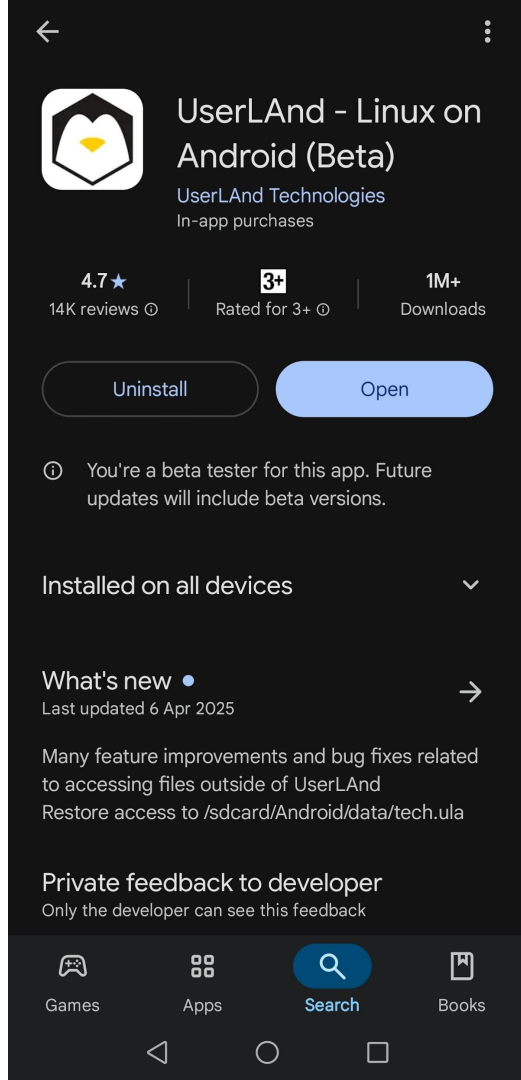 UserLAnd - Linux on
Android (Beta)
UserLAnd Technologies
In-app purchases
4.7★
14K reviews
3+
Rated for 3+
1M+
Downloads
Uninstall
Open
You're a beta tester for this app. Future
updates will include beta versions.
Installed on all devices
What's new
Last updated 6 Apr 2025
Many feature improvements and bug fixes related
to accessing files outside of UserLAnd
Restore access to /sdcard/Android/data/tech.ula
Private feedback to developer
Only the developer can see this feedback
Games
Apps
Search
Books